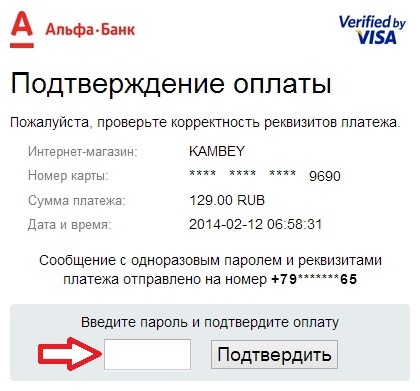 Альфа·Банк
Verified by
VISA
Подтверждение оплаты
Пожалуйста, проверьте корректность реквизитов платежа.
Интернет-магазин: KAMBEY
Номер карты: **** **** **** 9690
Сумма платежа: 129.00 RUB
Дата и время: 2014-02-12 06:58:31
Сообщение с одноразовым паролем и реквизитами
платежа отправлено на номер +79*******65
Введите пароль и подтвердите оплату
Подтвердить